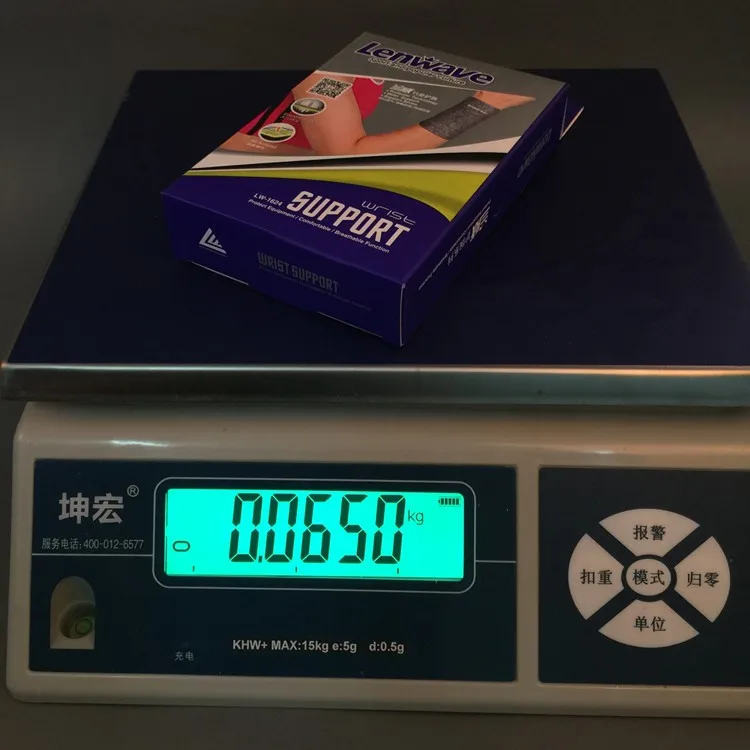 Lenwave
wrist
SUPPORT
LW-1624
Protect Equipment / Comfortable / Breathable Function
WRIST SUPPORT
坤宏®
服务电话:400-012-6577
0.0650 kg
充电
KHW+ MAX:15kg e:5g d:0.5g
报警
扣重
模式
归零
单位